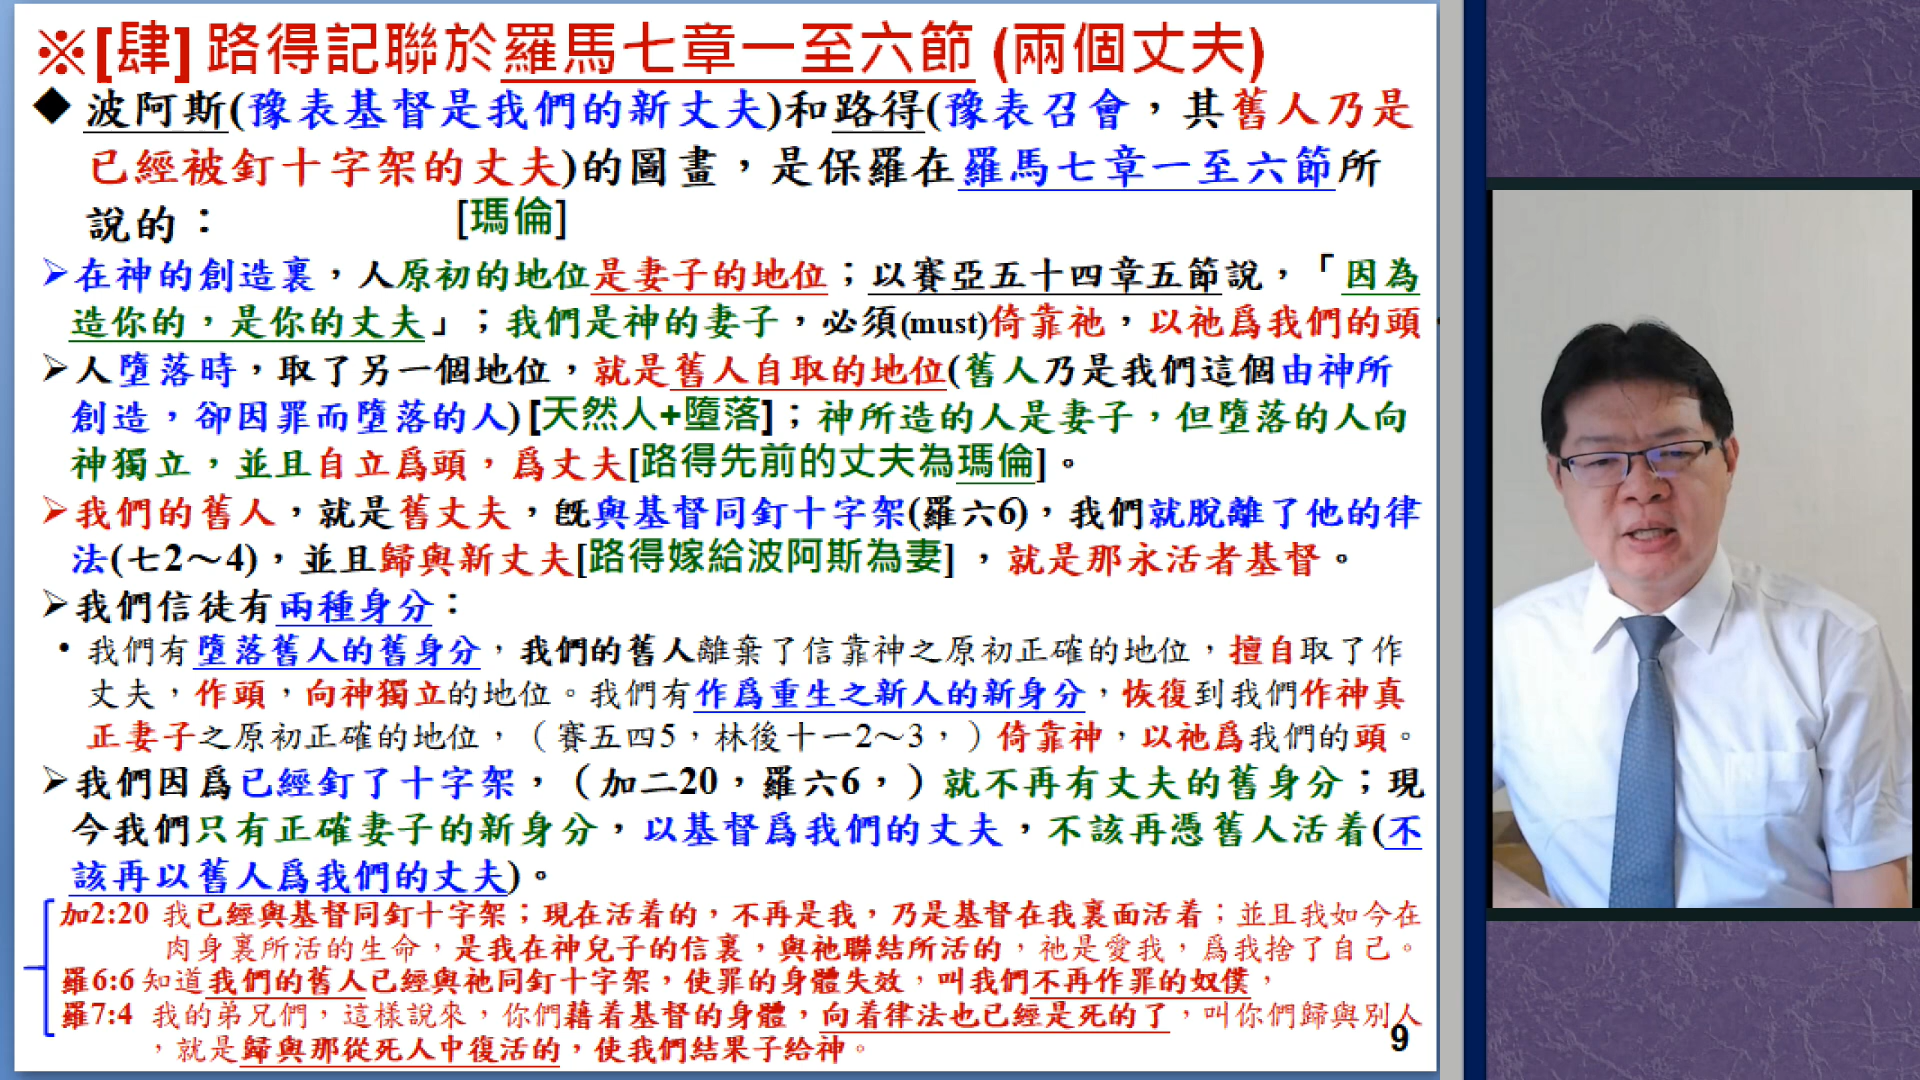 ※[肆] 路得記聯於羅馬七章一至六節 (兩個丈夫)
◆ 波阿斯(豫表基督是我們的新丈夫)和路得(豫表召會，其舊人乃是
已經被釘十字架的丈夫)的圖畫，是保羅在羅馬七章一至六節所
說的： [瑪倫]
➢在神的創造裏，人原初的地位是妻子的地位；以賽亞五十四章五節說，「因為
造你的，是你的丈夫」；我們是神的妻子，必須(must)倚靠祂，以祂爲我們的頭。
➢人墮落時，取了另一個地位，就是舊人自取的地位(舊人乃是我們這個由神所
創造，卻因罪而墮落的人)[天然人+墮落]；神所造的人是妻子，但墮落的人向
神獨立，並且自立爲頭，爲丈夫[路得先前的丈夫為瑪倫]。
➢我們的舊人，就是舊丈夫，旣與基督同釘十字架(羅六6)，我們就脫離了他的律
法(七2～4)，並且歸與新丈夫[路得嫁給波阿斯為妻]，就是那永活者基督。
➢我們信徒有兩種身分：
• 我們有墮落舊人的舊身分，我們的舊人離棄了信靠神之原初正確的地位，擅自取了作
丈夫，作頭，向神獨立的地位。我們有作爲重生之新人的新身分，恢復到我們作神真
正妻子之原初正確的地位，（賽五四5，林後十一2～3，）倚靠神，以祂爲我們的頭。
➢我們因爲已經釘了十字架，（加二20，羅六6，）就不再有丈夫的舊身分；現
今我們只有正確妻子的新身分，以基督爲我們的丈夫，不該再憑舊人活着(不
該再以舊人爲我們的丈夫)。
加2:20 我已經與基督同釘十字架；現在活着的，不再是我，乃是基督在我裏面活着；並且我如今在
肉身裏所活的生命，是我在神兒子的信裏，與祂聯結所活的，祂是愛我，爲我捨了自己。
羅6:6 知道我們的舊人已經與祂同釘十字架，使罪的身體失效，叫我們不再作罪的奴僕，
羅7:4 我的弟兄們，這樣說來，你們藉着基督的身體，向着律法也已經是死的了，叫你們歸與別人
，就是歸與那從死人中復活的，使我們結果子給神。
9